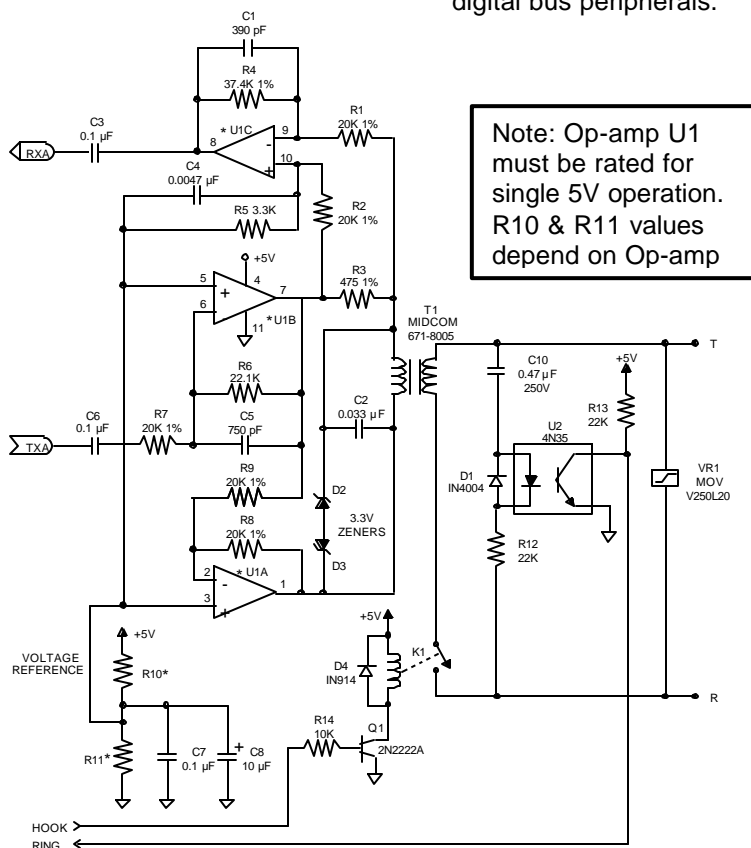 digital bus peripherals.
C1
390 pF
R4
37.4K 1%
C3
0.1 µF
* U1C
8
9
10
-
+
R1
20K 1%
RXA
C4
0.0047 µF
R2
20K 1%
R5 3.3K
Note: Op-amp U1
must be rated for
single 5V operation.
R10 & R11 values
depend on Op-amp
+5V
5
4
7
6
+
-
11
* U1B
R3
475 1%
T1
MIDCOM
671-8005
T
R6
22.1K
C10
0.47 µF
250V
+5V
R13
22K
C6
0.1 µF
R7
20K 1%
C5
750 pF
C2
0.033 µF
U2
4N35
TXA
D1
IN4004
VR1
MOV
V250L20
R9
20K 1%
D2
R8
20K 1%
3.3V
ZENERS
R12
22K
D3
* U1A
2
1
3
-
+
+5V
+5V
VOLTAGE
REFERENCE
R10*
D4
IN914
K1
R
R14
10K
Q1
2N2222A
R11*
C7
0.1 µF
+
C8
10 µF
HOOK
RING